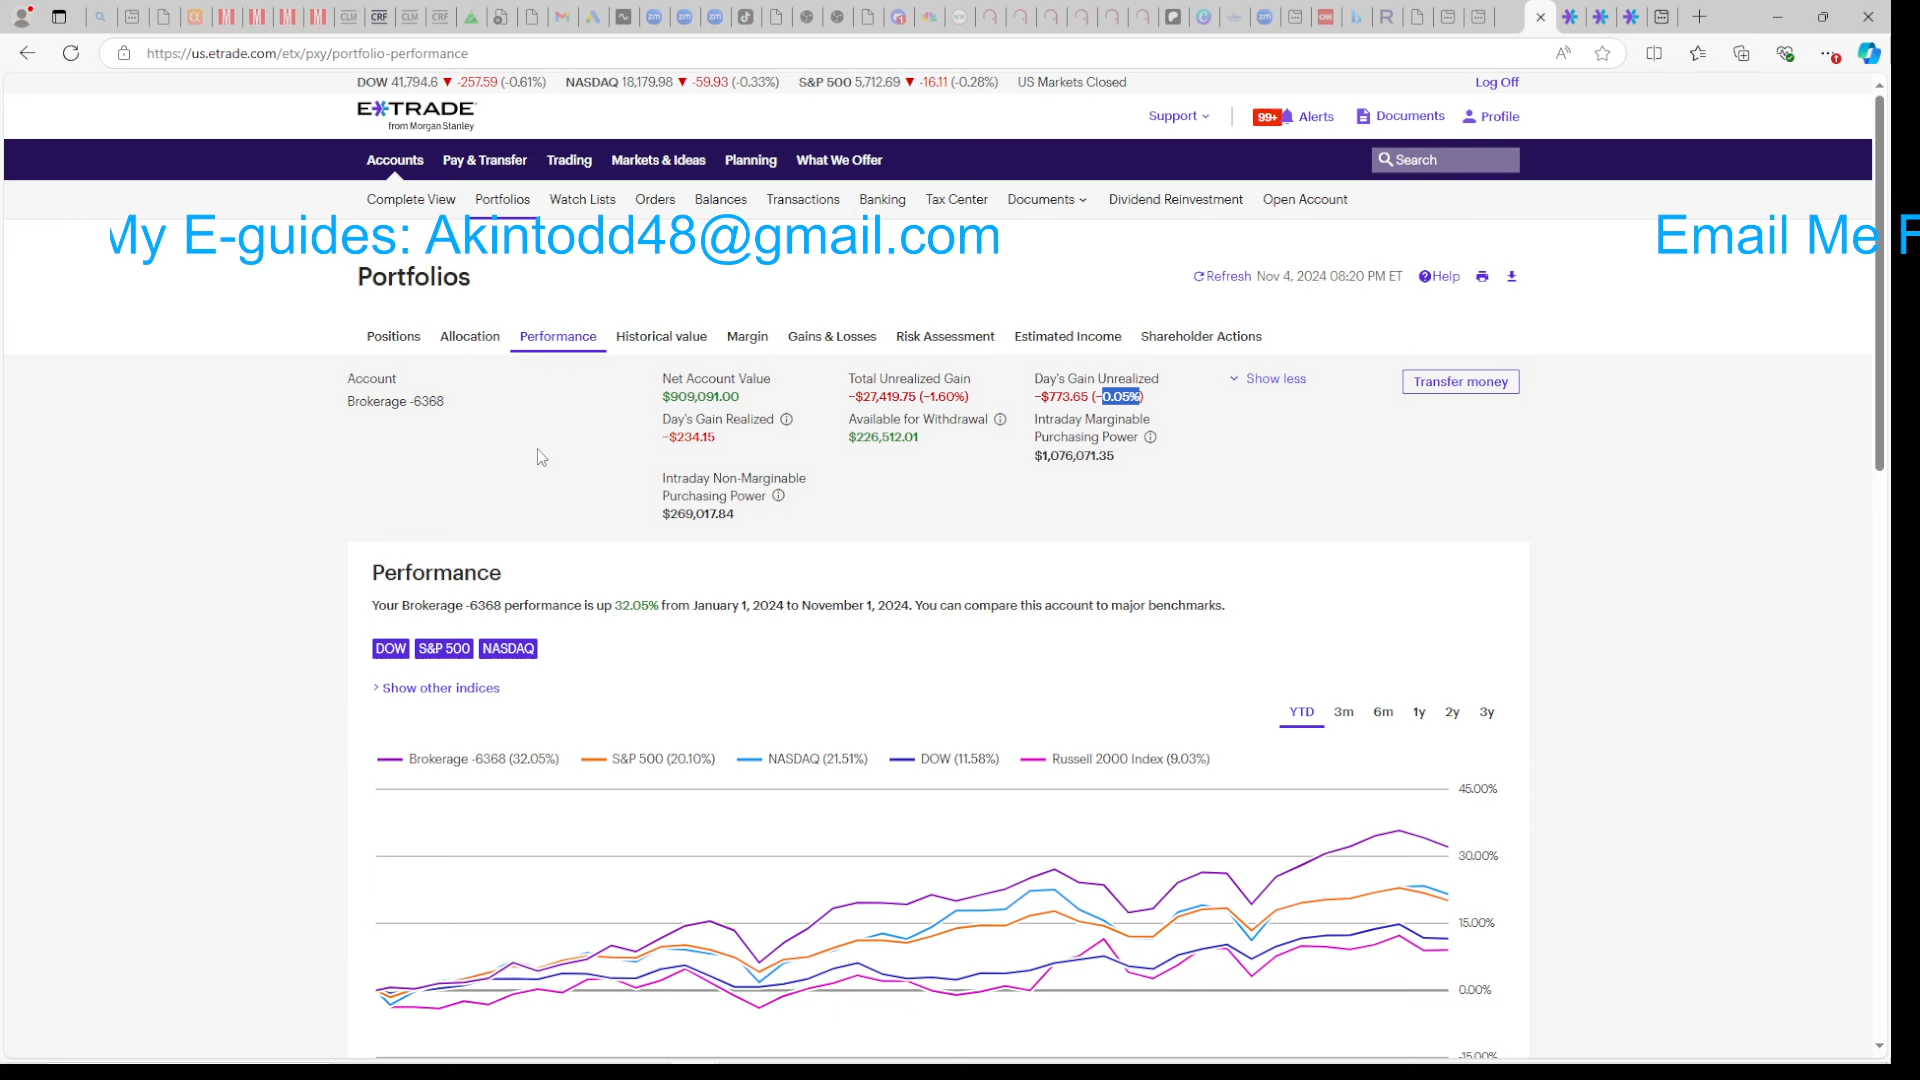 https://us.etrade.com/etx/pxy/portfolio-performance
DOW 41,794.6 ▼ -257.59 (-0.61%) NASDAQ 18,179.98 ▼ -59.93 (-0.33%) S&P 500 5,712.69 ▼ -16.11 (-0.28%) US Markets Closed Log Off
E*TRADE
from Morgan Stanley
Support 99+ Alerts Documents Profile
Accounts Pay & Transfer Trading Markets & Ideas Planning What We Offer Search
Complete View Portfolios Watch Lists Orders Balances Transactions Banking Tax Center Documents Dividend Reinvestment Open Account
My E-guides: Akintodd48@gmail.com Email Me F
Portfolios
Refresh Nov 4, 2024 08:20 PM ET Help
Positions Allocation Performance Historical value Margin Gains & Losses Risk Assessment Estimated Income Shareholder Actions
Account
Brokerage -6368
Net Account Value
$909,091.00
Total Unrealized Gain
-$27,419.75 (-1.60%)
Day's Gain Unrealized
-$773.65 (-0.05%)
Show less
Transfer money
Day's Gain Realized
-$234.15
Available for Withdrawal
$226,512.01
Intraday Marginable
Purchasing Power
$1,076,071.35
Intraday Non-Marginable
Purchasing Power
$269,017.84
Performance
Your Brokerage -6368 performance is up 32.05% from January 1, 2024 to November 1, 2024. You can compare this account to major benchmarks.
DOW S&P 500 NASDAQ
Show other indices
YTD 3m 6m 1y 2y 3y
Brokerage -6368 (32.05%) S&P 500 (20.10%) NASDAQ (21.51%) DOW (11.58%) Russell 2000 Index (9.03%)
45.00%
30.00%
15.00%
0.00%
-15.00%